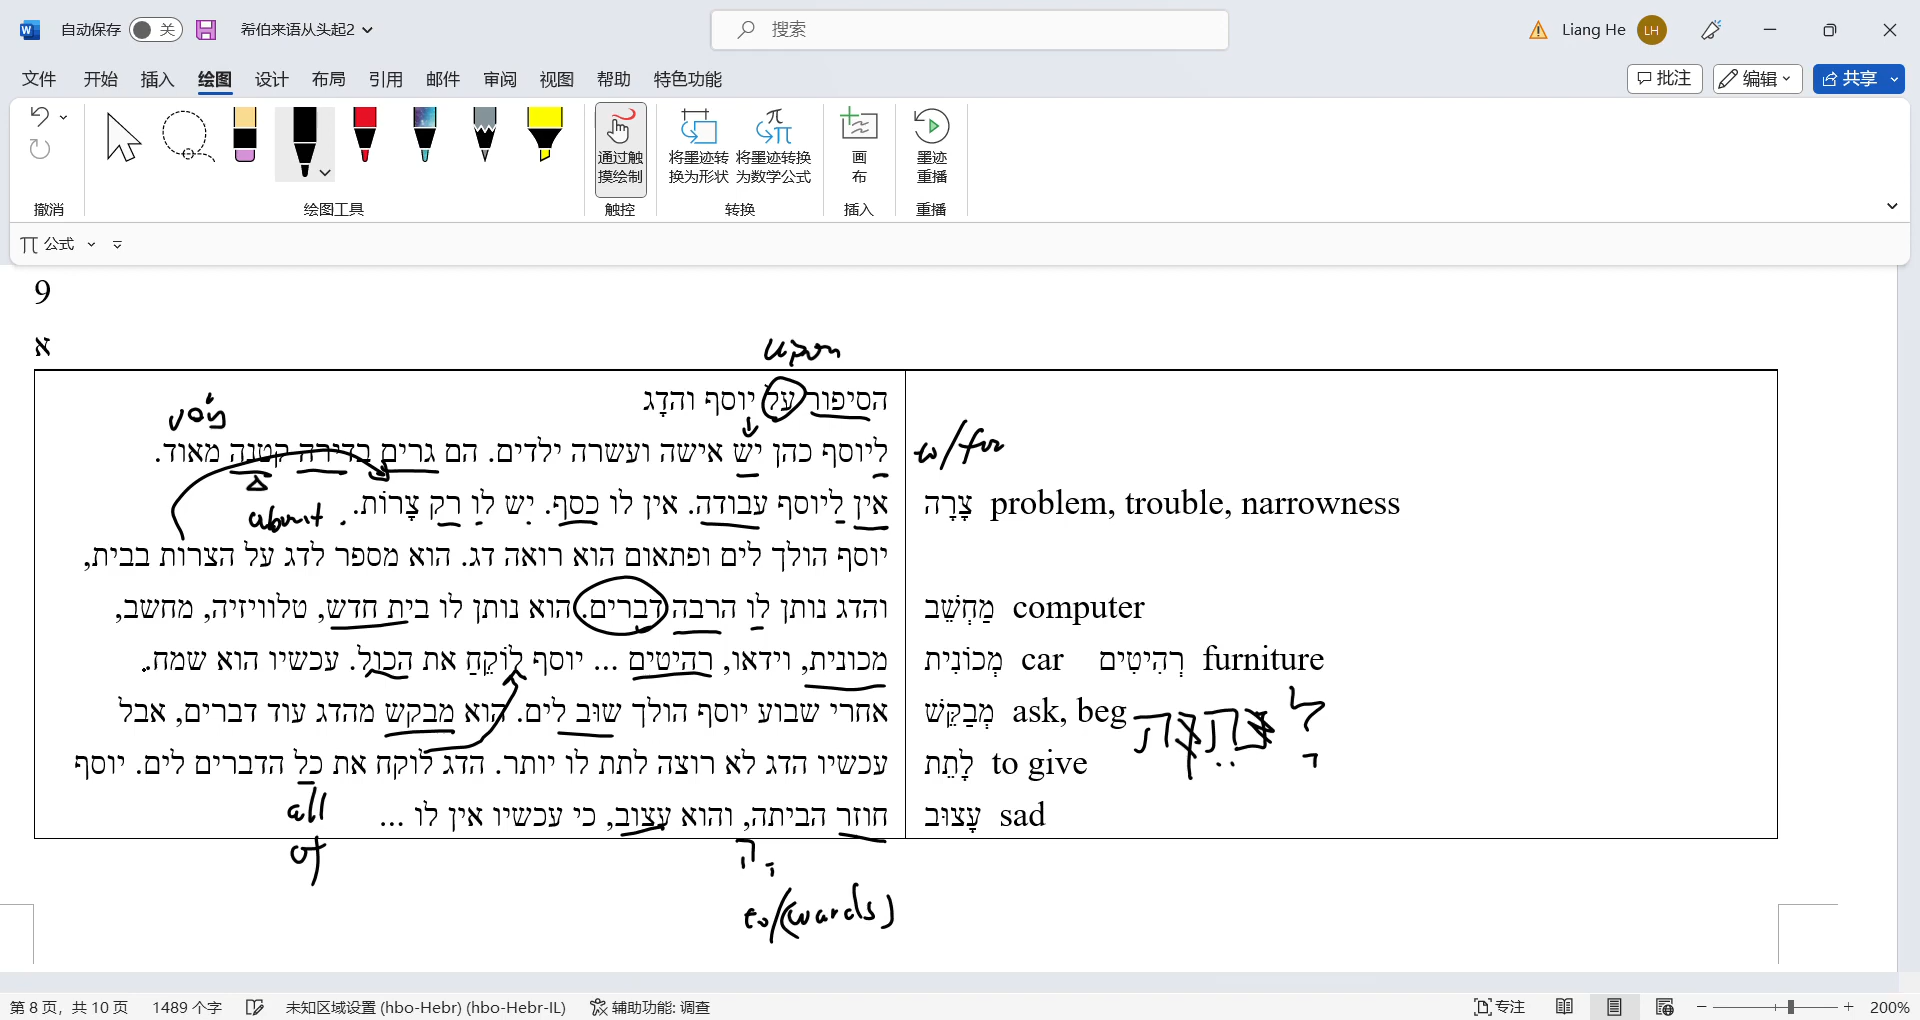 自动保存 关 希伯来语从头起2 搜索 Liang He LH
文件 开始 插入 绘图 设计 布局 引用 邮件 审阅 视图 帮助 特色功能 批注 编辑 共享
通过触摸绘制 将墨迹转换为形状 将墨迹转换为数学公式 画布 墨迹重播
撤消 绘图工具 触控 转换 插入 重播
公式
9
א
upon
הסיפור על יוסף והדָג
w/for
ליוסף כהן יש אישה ועשרה ילדים. הם גרים בדירה קטנה מאוד.
about
אין ליוסף עבודה. אין לו כסף. יש לו רק צָרוֹת.
צָרָה problem, trouble, narrowness
יוסף הולך לים ופתאום הוא רואה דג. הוא מספר לדג על הצרות בבית,
והדג נותן לו הרבה דברים. הוא נותן לו בית חדש, טלוויזיה, מחשב,
מַחְשֵׁב computer
מכונית, וידאו, רהיטים ... יוסף לוֹקֵחַ את הכול. עכשיו הוא שמח.
מְכוֹנִית car רְהִיטִים furniture
אחרי שבוע יוסף הולך שוּב לים. הוא מבקש מהדג עוד דברים, אבל
מְבַקֵּשׁ ask, beg
עכשיו הדג לא רוצה לתת לו יותר. הדג לוקח את כל הדברים לים. יוסף
לָתֵת to give
all
of
חוזר הביתה, והוא עצוב, כי עכשיו אין לו ...
עָצוּב sad
to/(wards)
第 8 页，共 10 页 1489 个字 未知区域设置 (hbo-Hebr) (hbo-Hebr-IL) 辅助功能: 调查 专注 200%